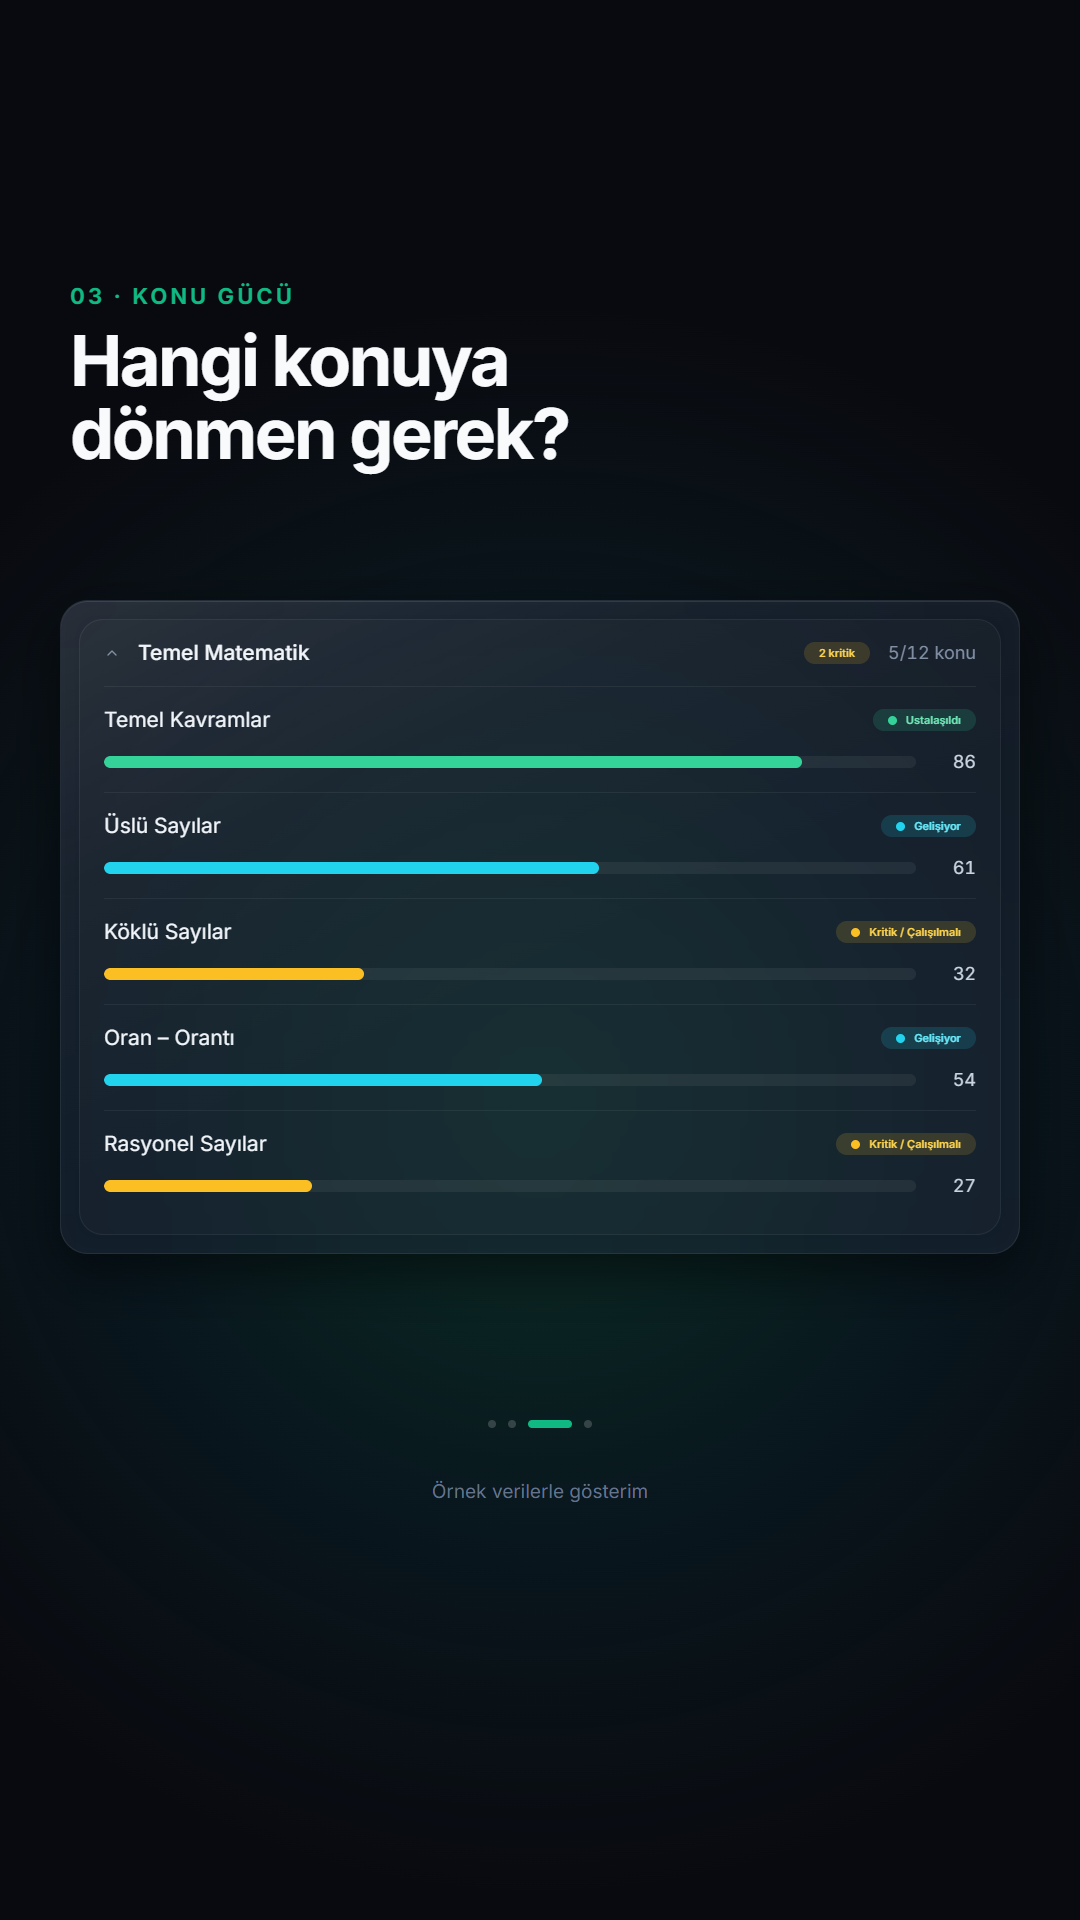 03 · KONU GÜCÜ
Hangi konuya
dönmen gerek?
Temel Matematik 2 kritik 5/12 konu
Temel Kavramlar Ustalaşıldı
86
Üslü Sayılar Gelişiyor
61
Köklü Sayılar Kritik / Çalışılmalı
32
Oran – Orantı Gelişiyor
54
Rasyonel Sayılar Kritik / Çalışılmalı
27
Örnek verilerle gösterim